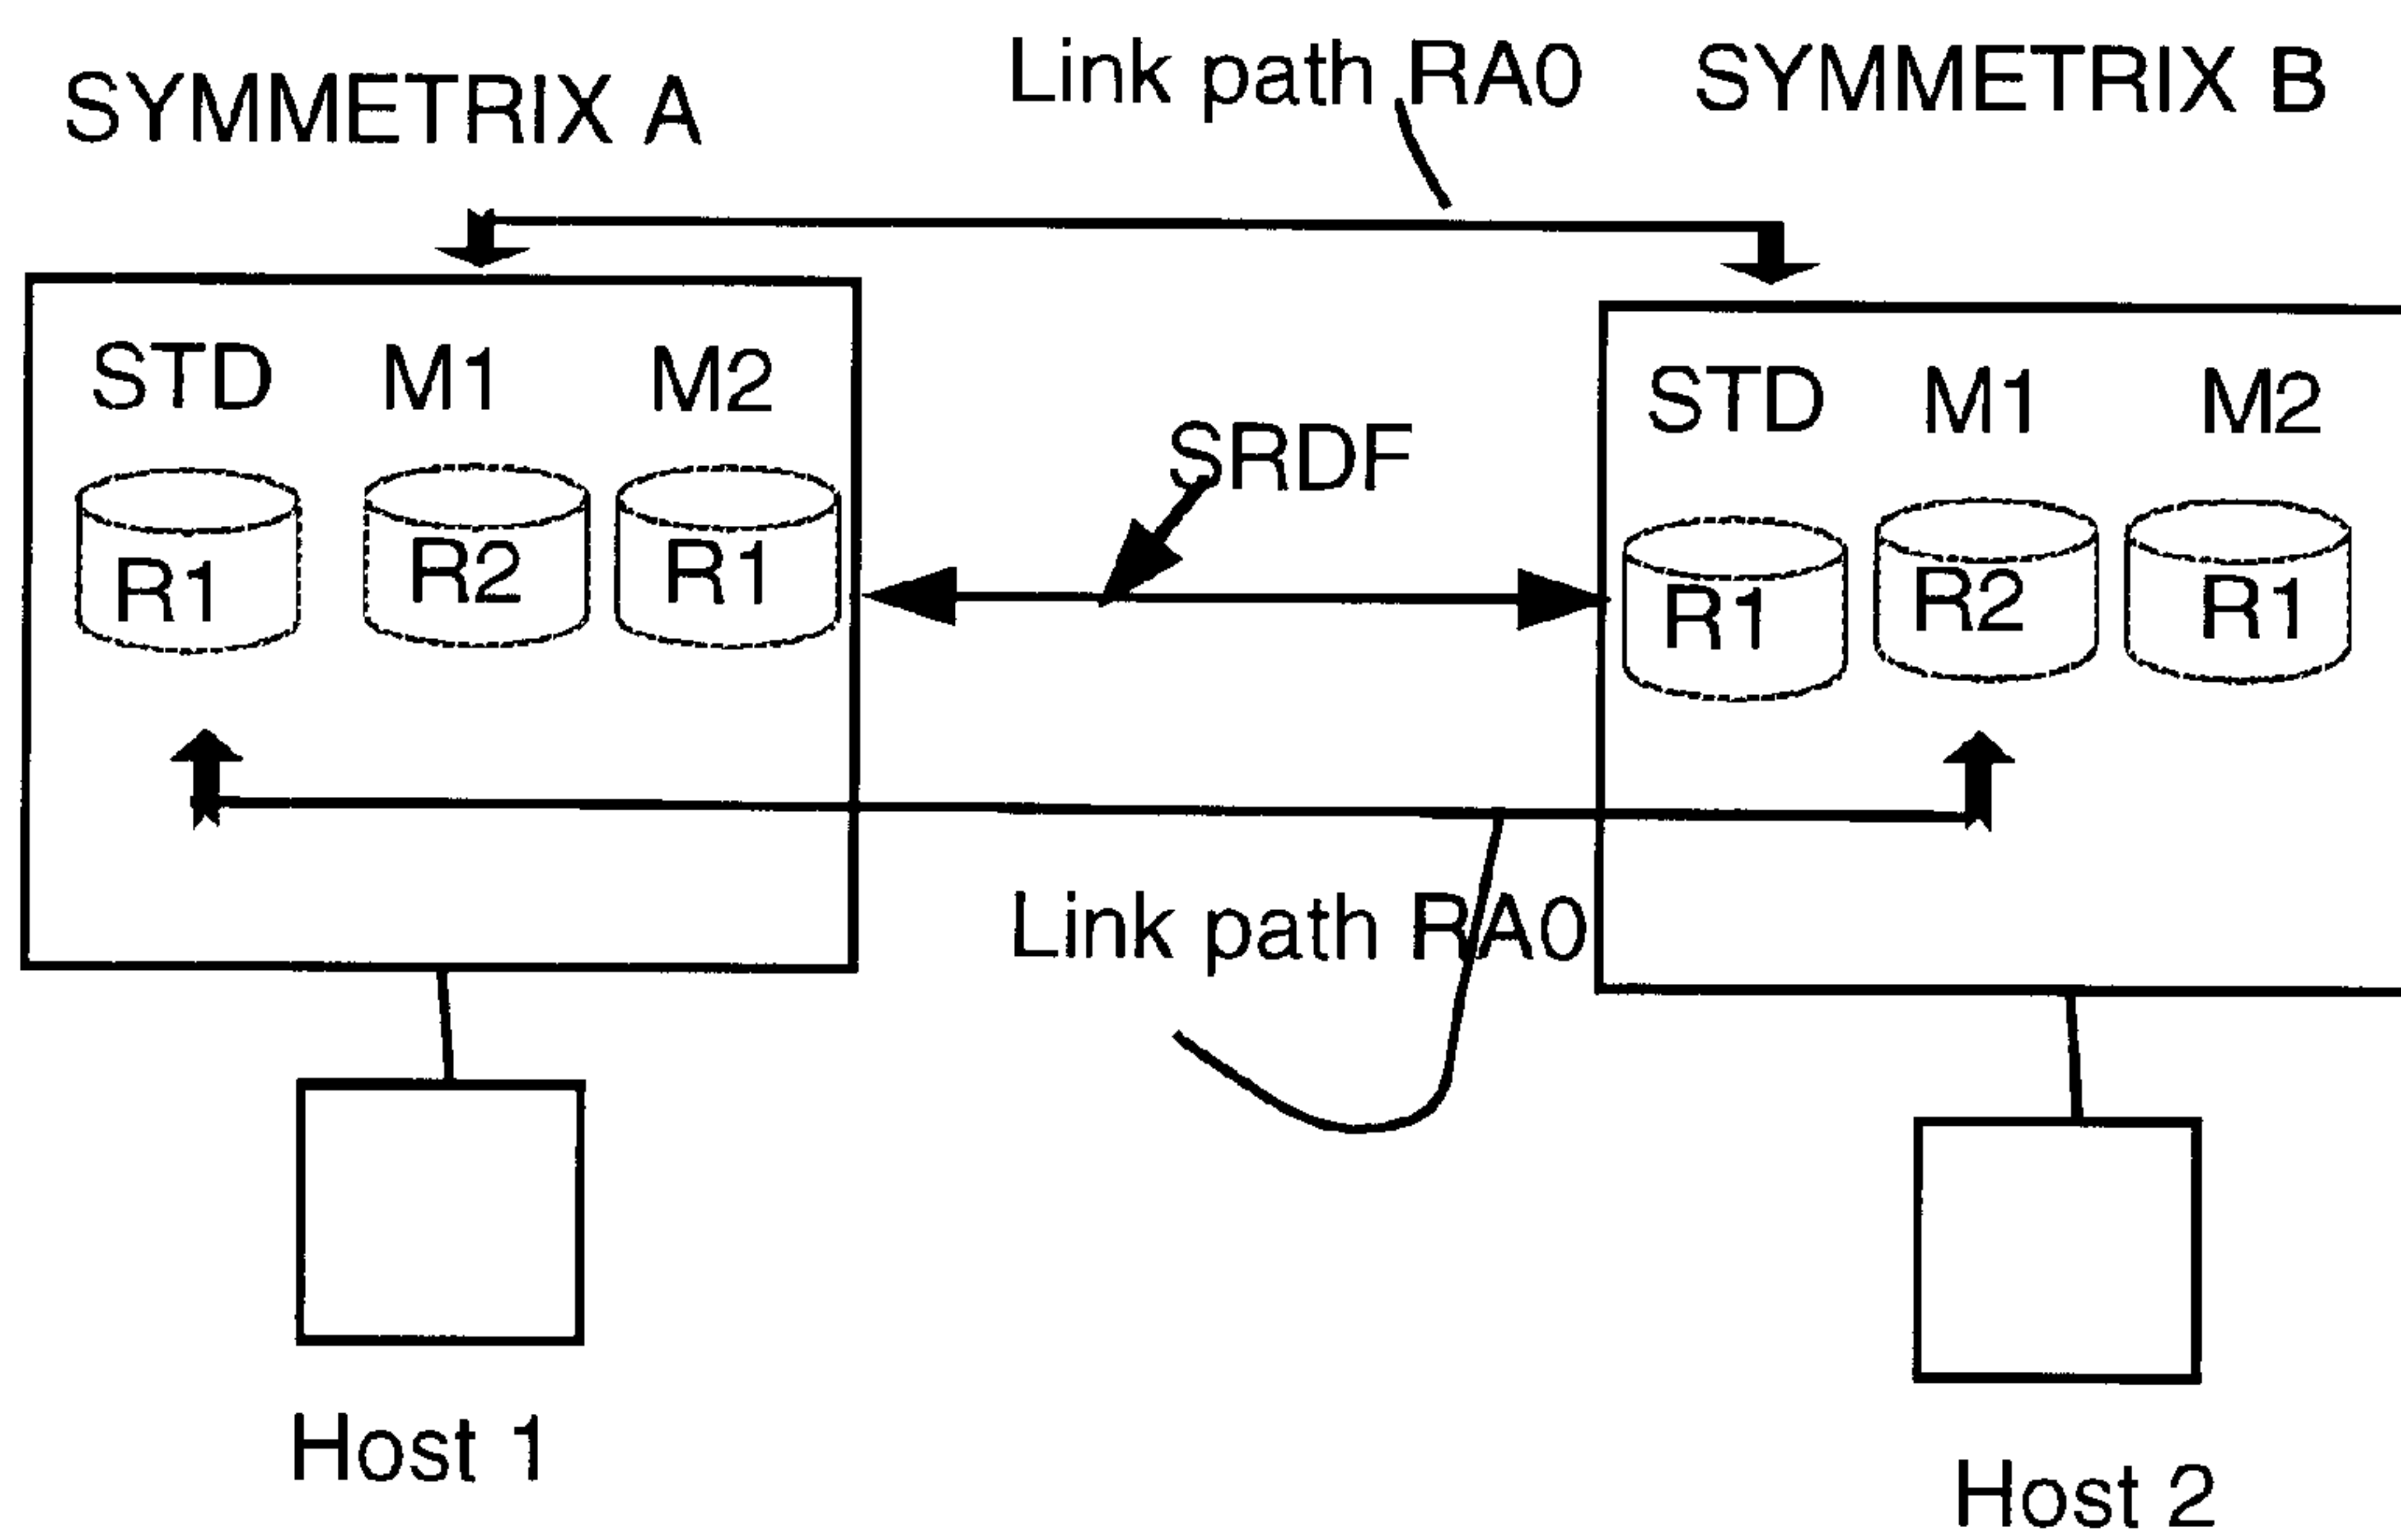 SYMMETRIX A
Link path RA0
SYMMETRIX B
STD M1 M2
R1 R2 R1
SRDF
STD M1 M2
R1 R2 R1
Link path RA0
Host 1
Host 2